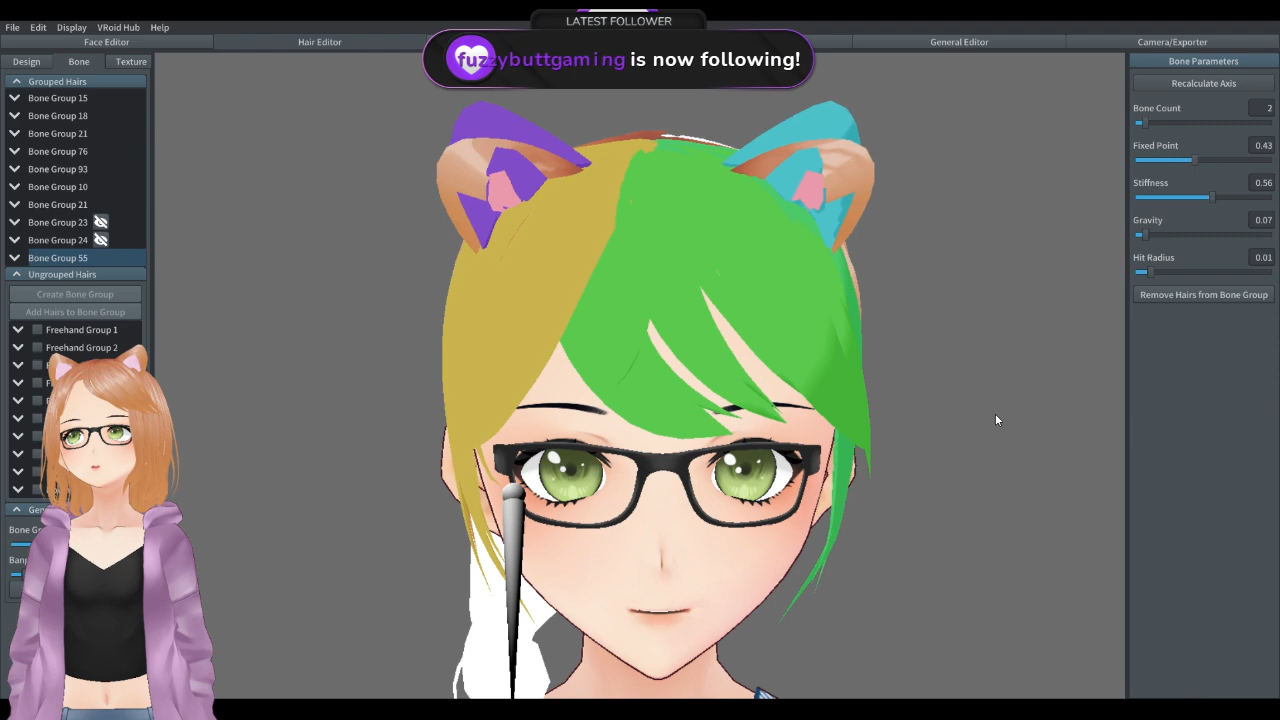 LATEST FOLLOWER
fuzzybuttgaming is now following!
File Edit Display VRoid Hub Help
Face Editor Hair Editor General Editor Camera/Exporter
Design Bone Texture
Grouped Hairs
Bone Group 15
Bone Group 18
Bone Group 21
Bone Group 76
Bone Group 93
Bone Group 10
Bone Group 21
Bone Group 23
Bone Group 24
Bone Group 55
Ungrouped Hairs
Create Bone Group
Add Hairs to Bone Group
Freehand Group 1
Freehand Group 2
Bone Parameters
Recalculate Axis
Bone Count 2
Fixed Point 0.43
Stiffness 0.56
Gravity 0.07
Hit Radius 0.01
Remove Hairs from Bone Group